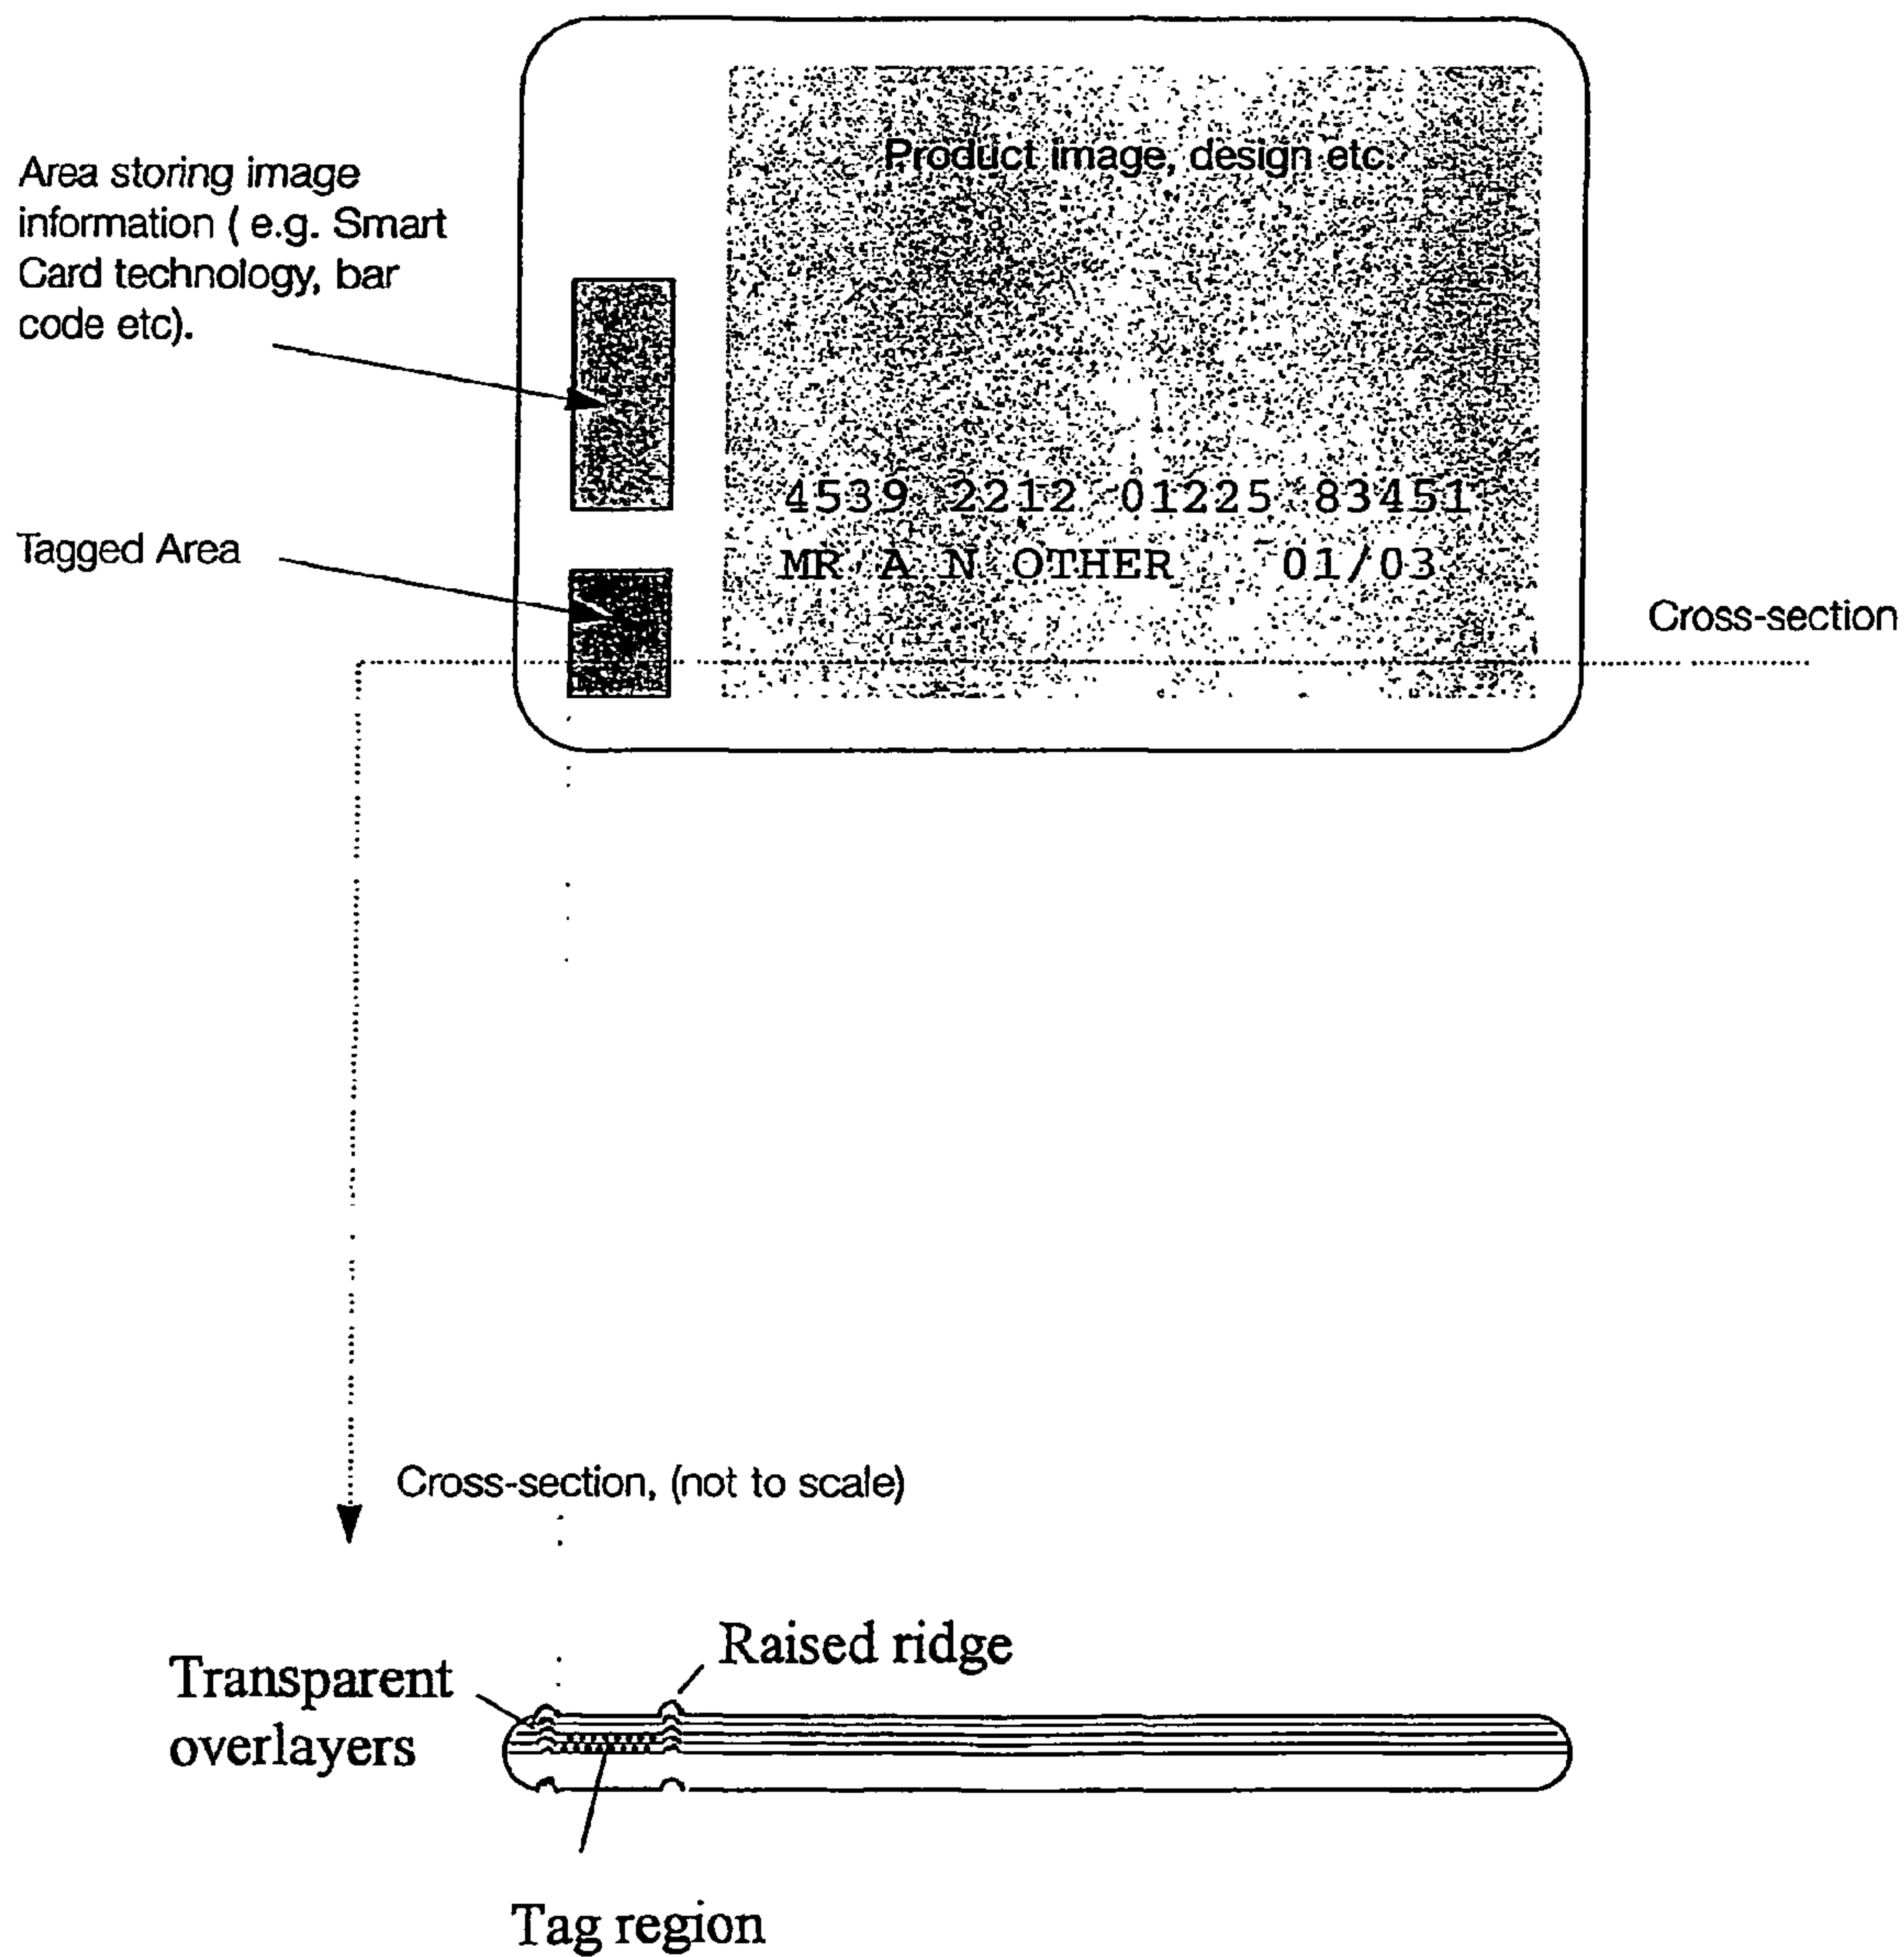 Area storing image
information ( e.g. Smart
Card technology, bar
code etc).
Product image, design etc.
4539 2212 01225 83451
MR A N OTHER 01/03
Tagged Area
Cross-section
Cross-section, (not to scale)
Raised ridge
Transparent
overlayers
Tag region